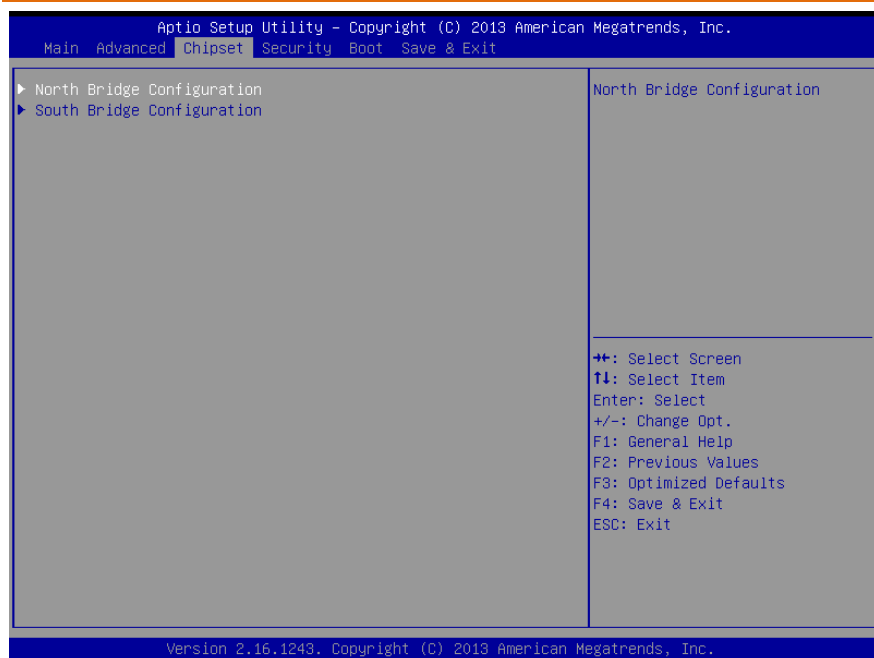 Aptio Setup Utility – Copyright (C) 2013 American Megatrends, Inc.
Main Advanced Chipset Security Boot Save & Exit
▶ North Bridge Configuration
▶ South Bridge Configuration
North Bridge Configuration
→←: Select Screen
↑↓: Select Item
Enter: Select
+/-: Change Opt.
F1: General Help
F2: Previous Values
F3: Optimized Defaults
F4: Save & Exit
ESC: Exit
Version 2.16.1243. Copyright (C) 2013 American Megatrends, Inc.